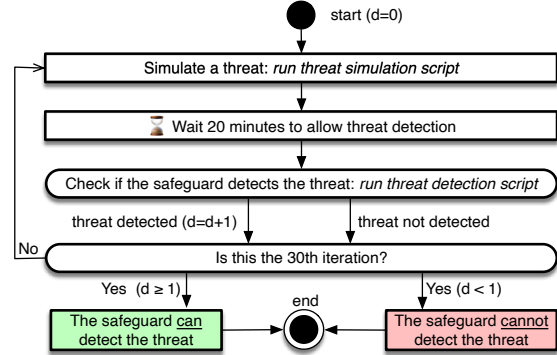 start (d=0)
Simulate a threat: run threat simulation script
⏳ Wait 20 minutes to allow threat detection
Check if the safeguard detects the threat: run threat detection script
threat detected (d=d+1)
threat not detected
No
Is this the 30th iteration?
Yes (d ≥ 1)
end
Yes (d < 1)
The safeguard can
detect the threat
The safeguard cannot
detect the threat